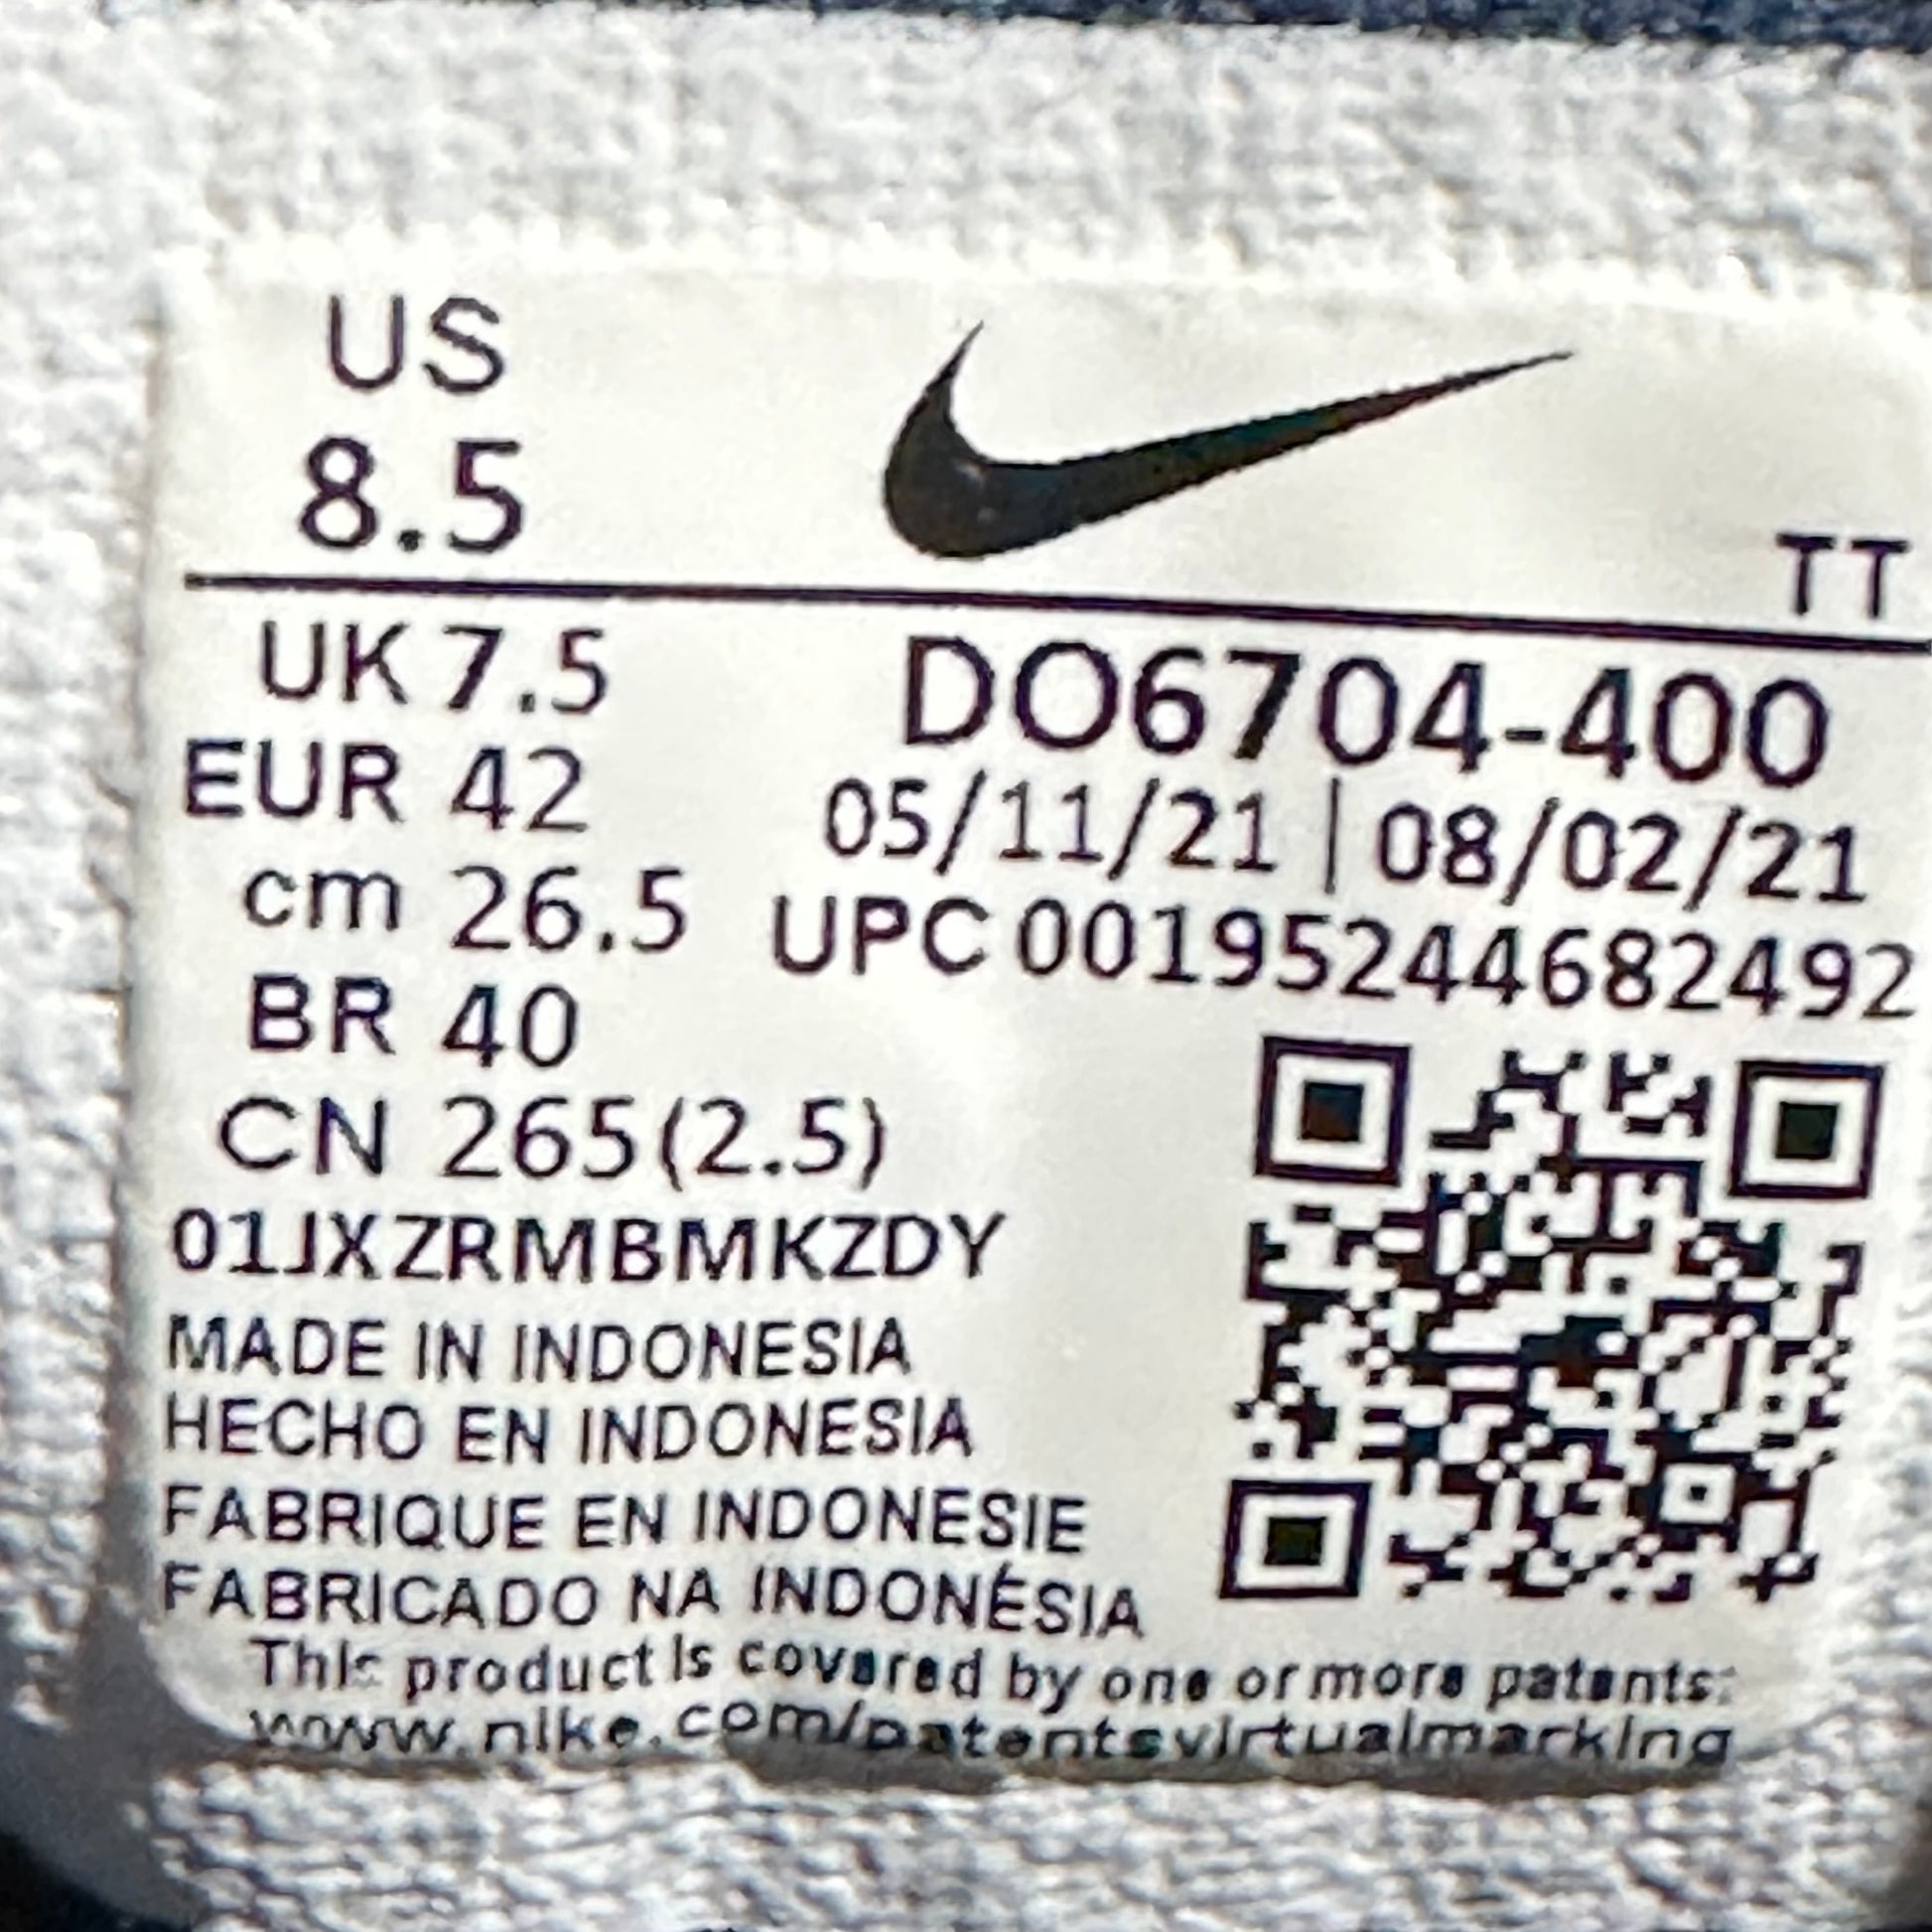 US
8.5
TT
UK 7.5
EUR 42
cm 26.5
BR 40
CN 265(2.5)
DO6704-400
05/11/21 | 08/02/21
UPC 00195244682492
01JXZRMBMKZDY
MADE IN INDONESIA
HECHO EN INDONESIA
FABRIQUE EN INDONESIE
FABRICADO NA INDONÉSIA
This product is covered by one or more patents:
www.nike.com/patentsvirtualmarking